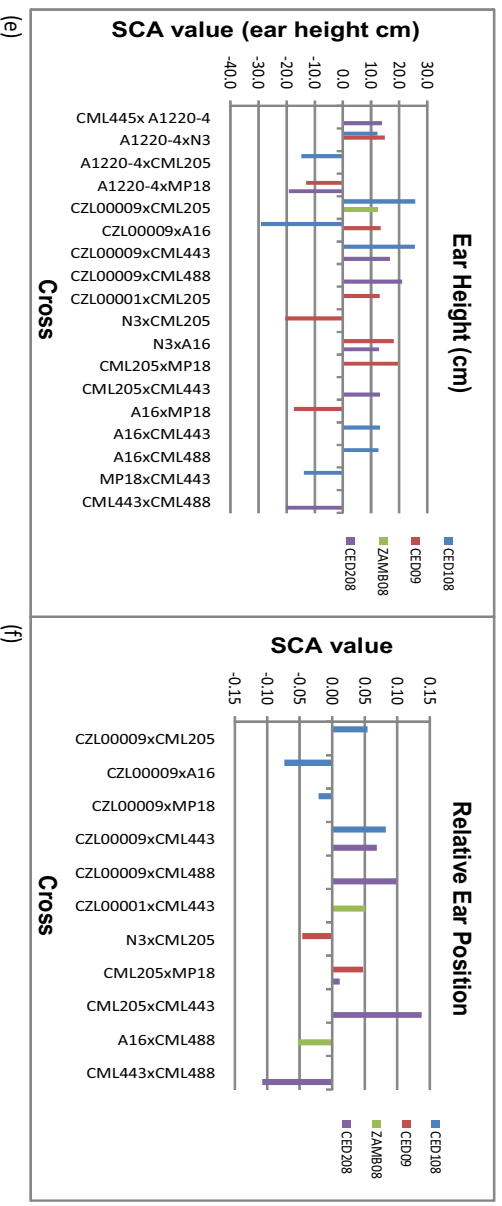 Ear Height (cm)
SCA value (ear height cm)
30.0
20.0
10.0
0.0
-10.0
-20.0
-30.0
-40.0
CML445x A1220-4
A1220-4xN3
A1220-4xCML205
A1220-4xMP18
CZL00009xCML205
CZL00009xA16
CZL00009xCML443
CZL00009xCML488
CZL00001xCML205
N3xCML205
N3xA16
CML205xMP18
CML205xCML443
A16xMP18
A16xCML443
A16xCML488
MP18xCML443
CML443xCML488
Cross
CED108
CED09
ZAMB08
CED208
(e)
Relative Ear Position
SCA value
0.15
0.10
0.05
0.00
-0.05
-0.10
-0.15
CZL00009xCML205
CZL00009xA16
CZL00009xMP18
CZL00009xCML443
CZL00009xCML488
CZL00001xCML443
N3xCML205
CML205xMP18
CML205xCML443
A16xCML488
CML443xCML488
Cross
CED108
CED09
ZAMB08
CED208
(f)